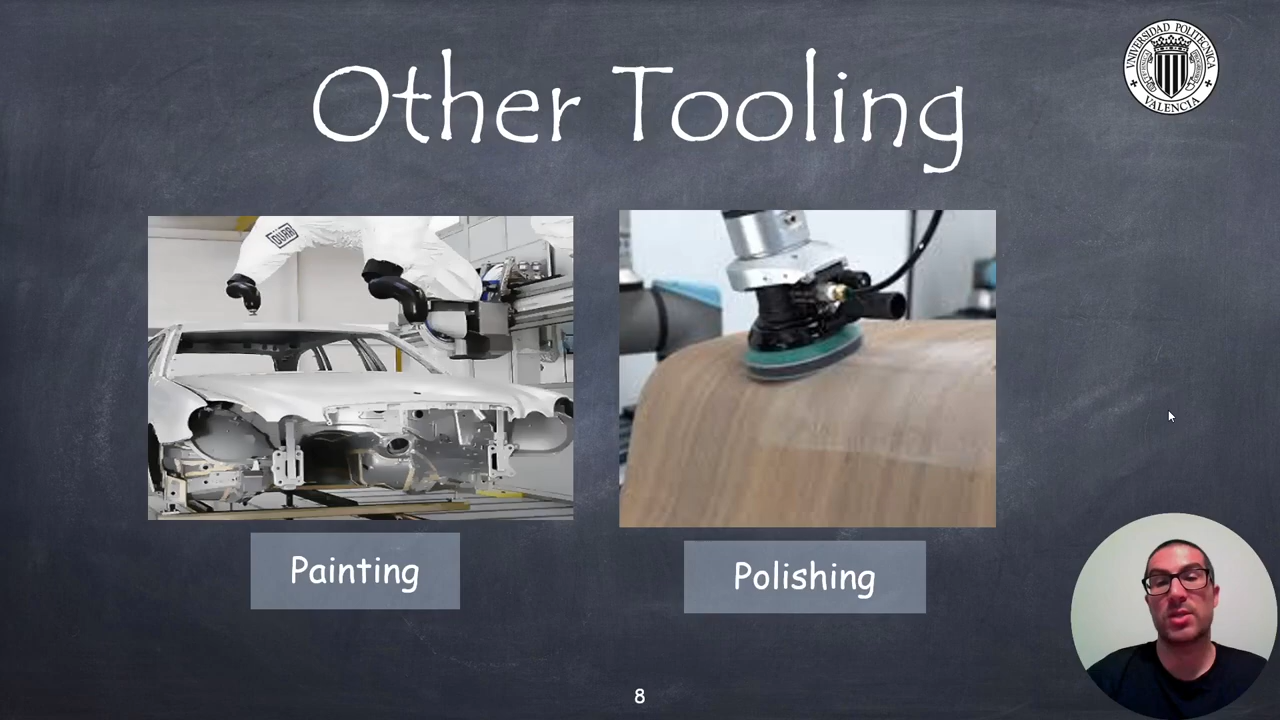 Other Tooling
UNIVERSIDAD POLITECNICA
VALENCIA
DÜRR
Painting
Polishing
8